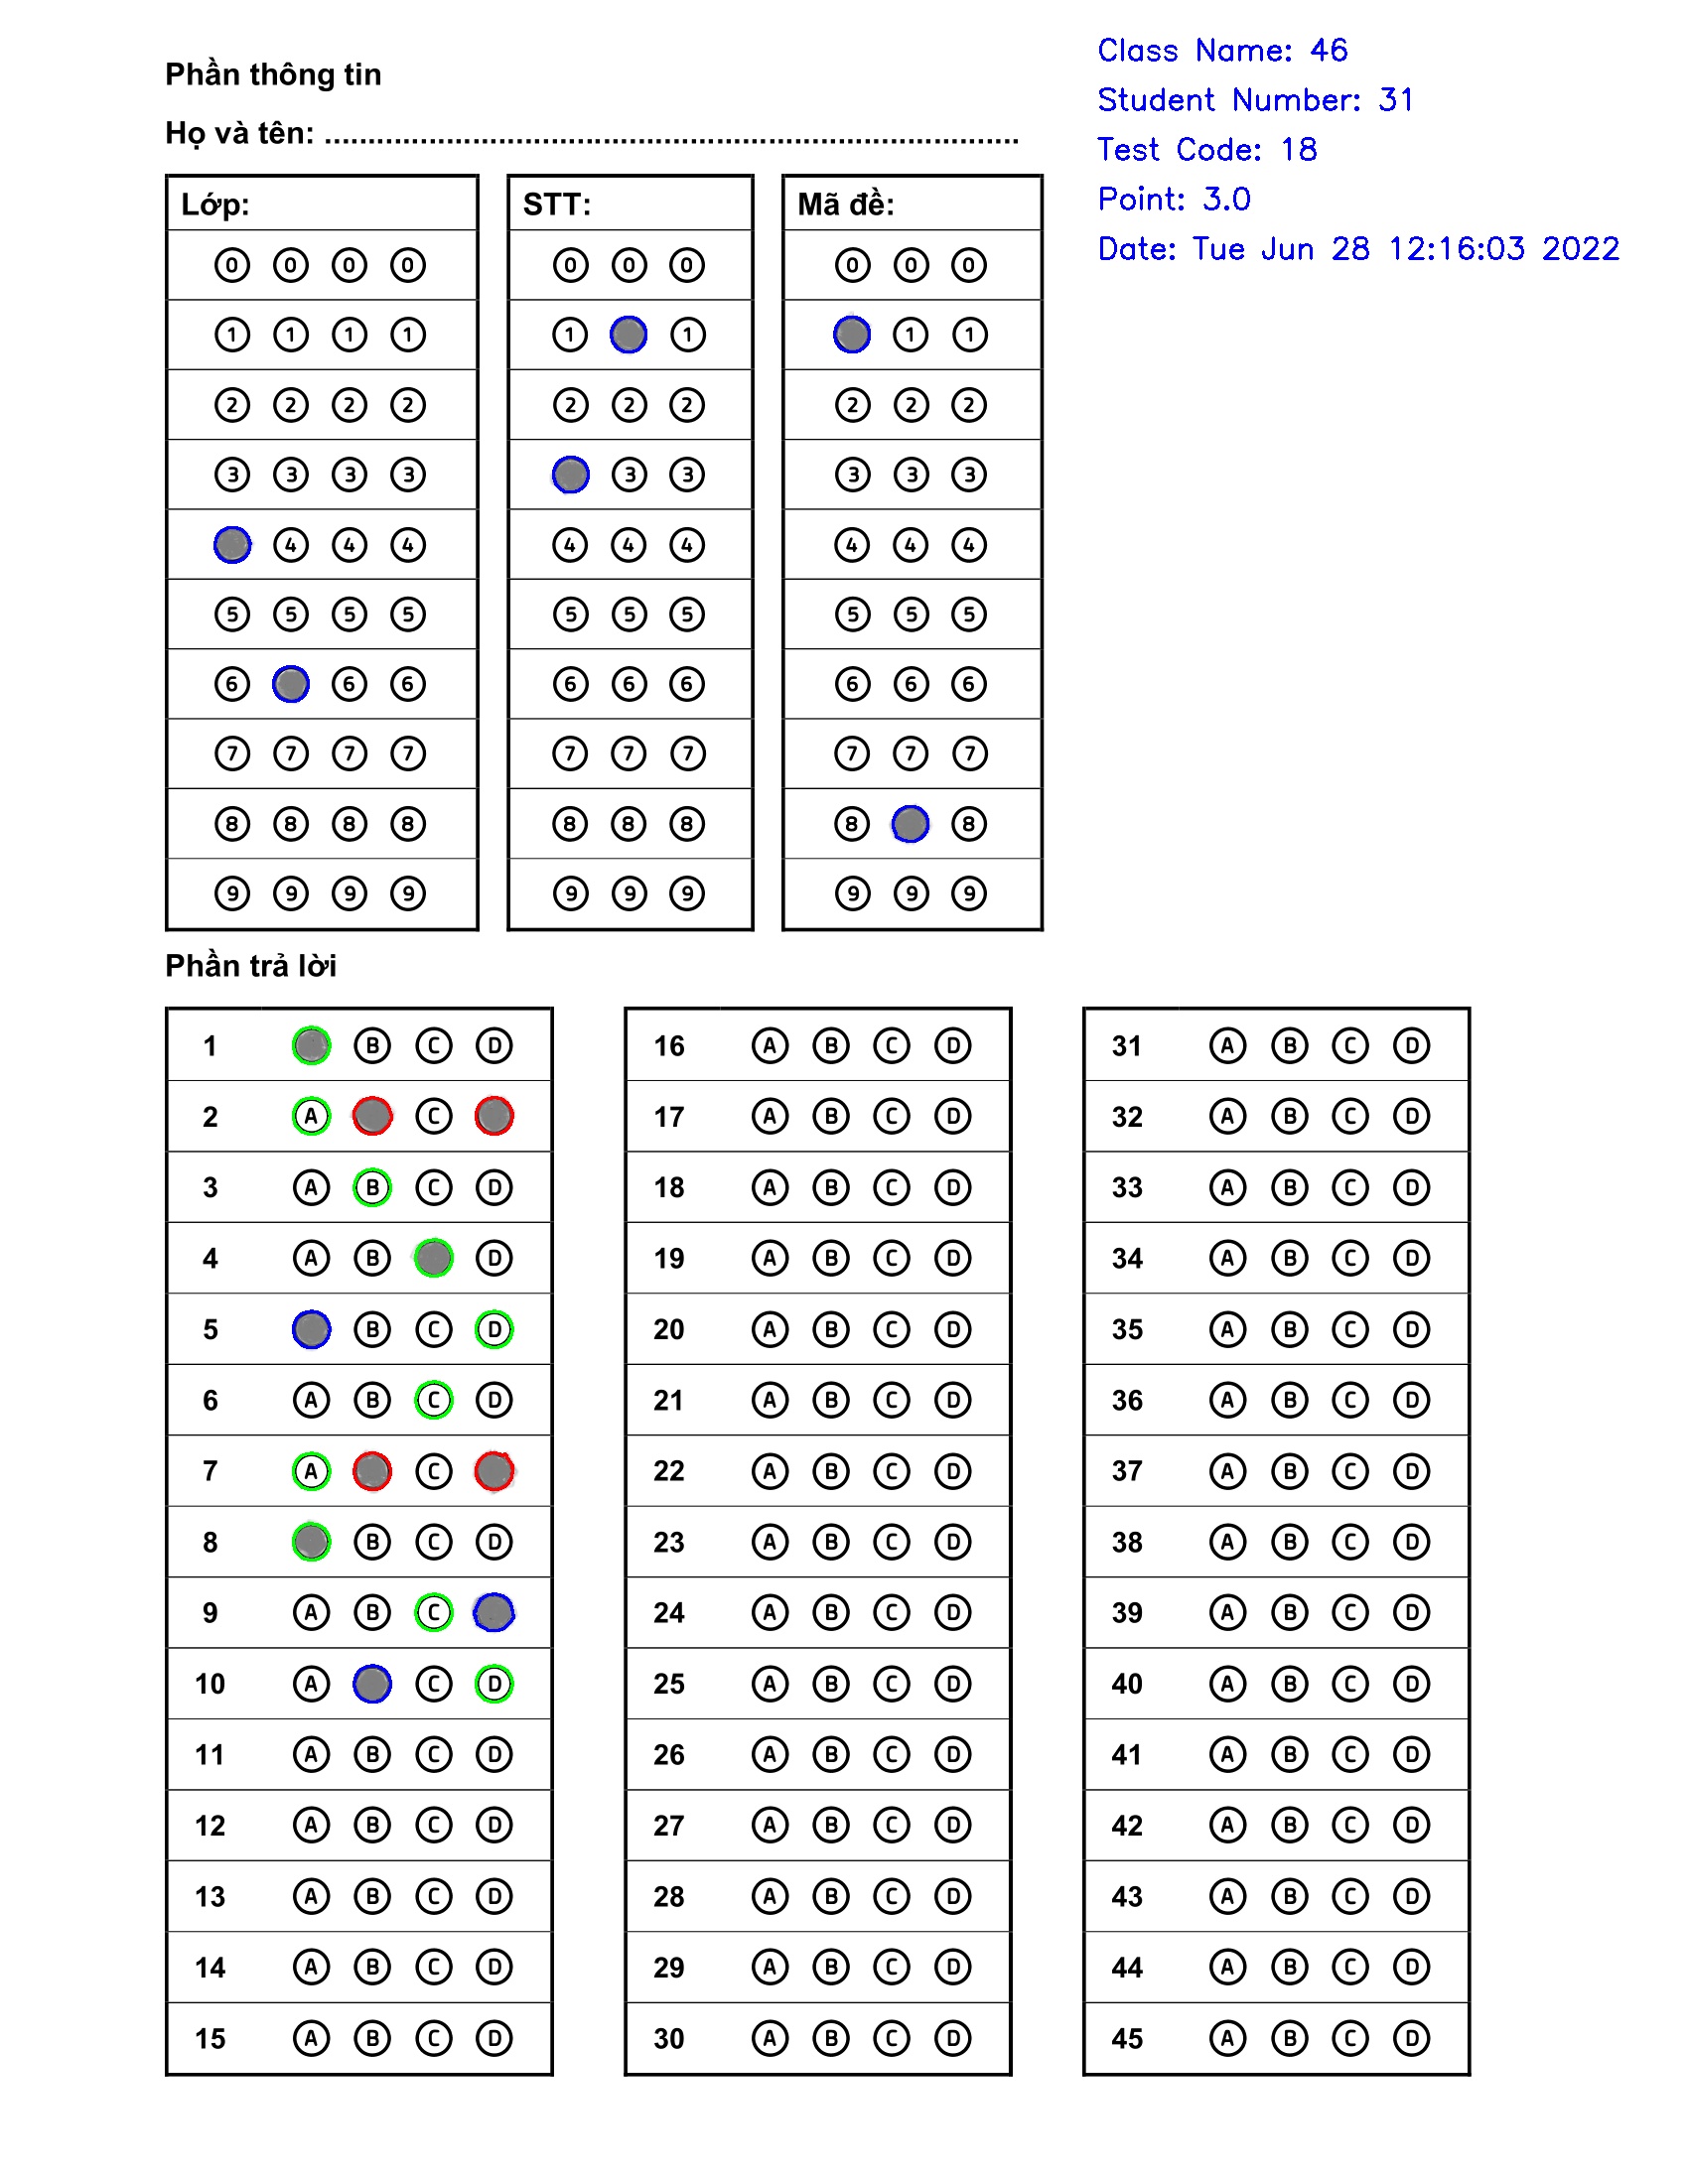 Phần thông tin
Họ và tên: ................................................................................
Class Name: 46
Student Number: 31
Test Code: 18
Point: 3.0
Date: Tue Jun 28 12:16:03 2022
Lớp:
0 0 0 0
1 1 1 1
2 2 2 2
3 3 3 3
4 4 4
5 5 5 5
6 6 6
7 7 7 7
8 8 8 8
9 9 9 9
STT:
0 0 0
1 1
2 2 2
3 3
4 4 4
5 5 5
6 6 6
7 7 7
8 8 8
9 9 9
Mã đề:
0 0 0
1 1
2 2 2
3 3 3
4 4 4
5 5 5
6 6 6
7 7 7
8 8
9 9 9
Phần trả lời
1 B C D
2 A C
3 A B C D
4 A B D
5 B C D
6 A B C D
7 A C
8 B C D
9 A B C
10 A C D
11 A B C D
12 A B C D
13 A B C D
14 A B C D
15 A B C D
16 A B C D
17 A B C D
18 A B C D
19 A B C D
20 A B C D
21 A B C D
22 A B C D
23 A B C D
24 A B C D
25 A B C D
26 A B C D
27 A B C D
28 A B C D
29 A B C D
30 A B C D
31 A B C D
32 A B C D
33 A B C D
34 A B C D
35 A B C D
36 A B C D
37 A B C D
38 A B C D
39 A B C D
40 A B C D
41 A B C D
42 A B C D
43 A B C D
44 A B C D
45 A B C D